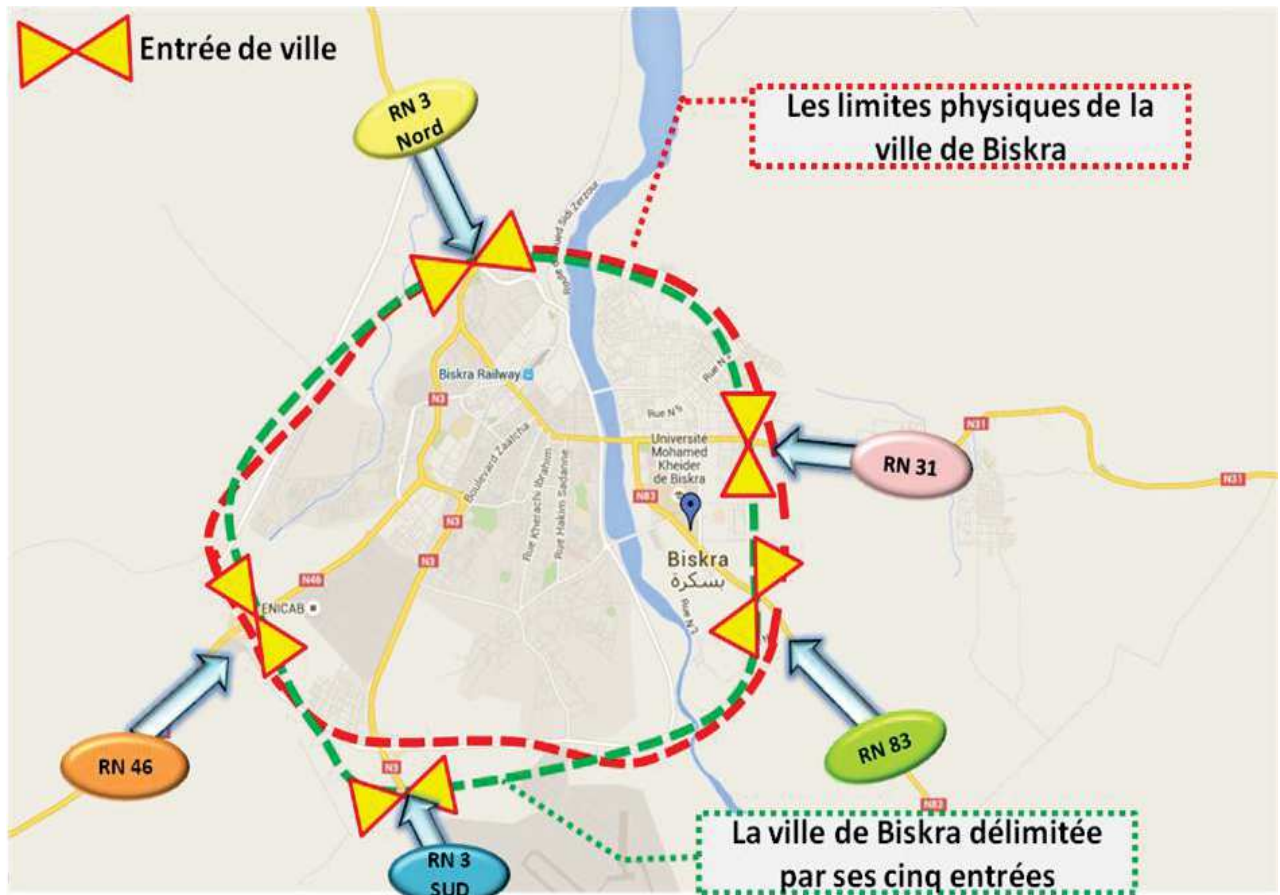 Entrée de ville
RN 3
Nord
Les limites physiques de la
ville de Biskra
Biskra Railway
N3
Boulevard Zaatcha
Rue Kherachi Ibrahim
Rue Hakim Sadanne
Rue N
Université
Mohamed
Kheider
de Biskra
N83
N31
RN 31
N31
N3
Biskra
بسكرة
N3
N46
ENICAB
RN 46
RN 83
N3
N83
RN 3
SUD
La ville de Biskra délimitée
par ses cinq entrées